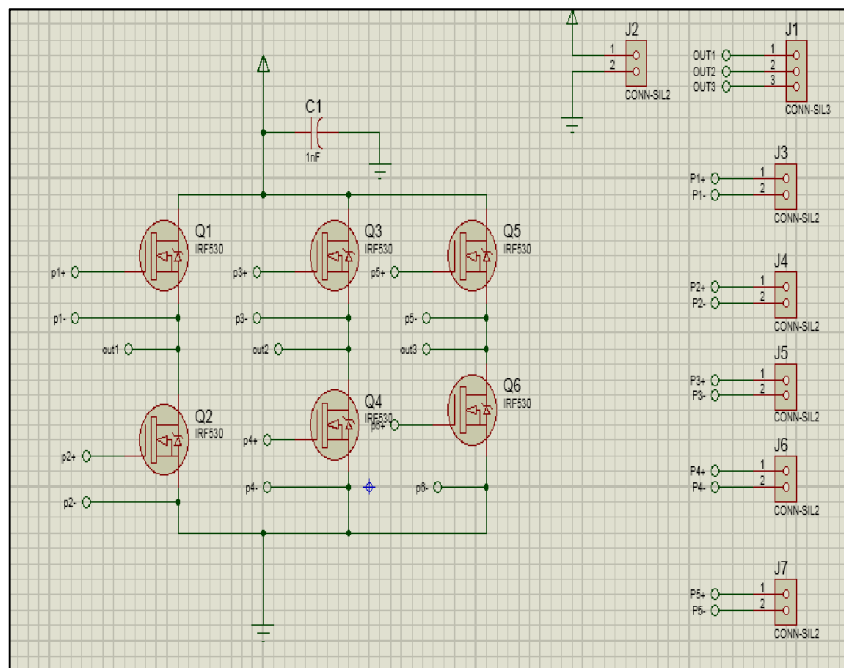 J2
1
2
CONN-SIL2
J1
OUT1
1
OUT2
2
OUT3
3
CONN-SIL3
C1
1nF
J3
P1+
1
P1-
2
CONN-SIL2
Q1
IRF530
Q3
IRF530
Q5
IRF530
p1+
p3+
p5+
p1-
p3-
p5-
out1
out2
out3
J4
P2+
1
P2-
2
CONN-SIL2
J5
P3+
1
P3-
2
CONN-SIL2
Q2
IRF530
Q4
IRF530
Q6
IRF530
p2+
p4+
p6+
p2-
p4-
p6-
J6
P4+
1
P4-
2
CONN-SIL2
J7
P5+
1
P5-
2
CONN-SIL2